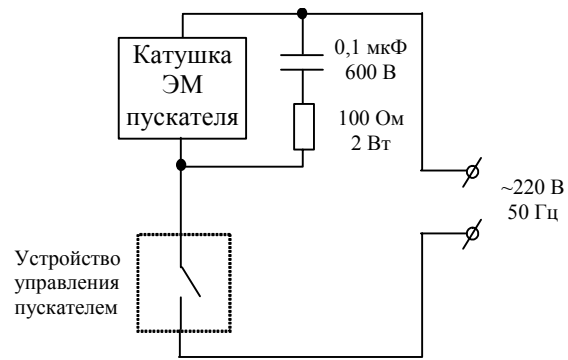 Катушка
ЭМ
пускателя
0,1 мкФ
600 В
100 Ом
2 Вт
~220 В
50 Гц
Устройство
управления
пускателем